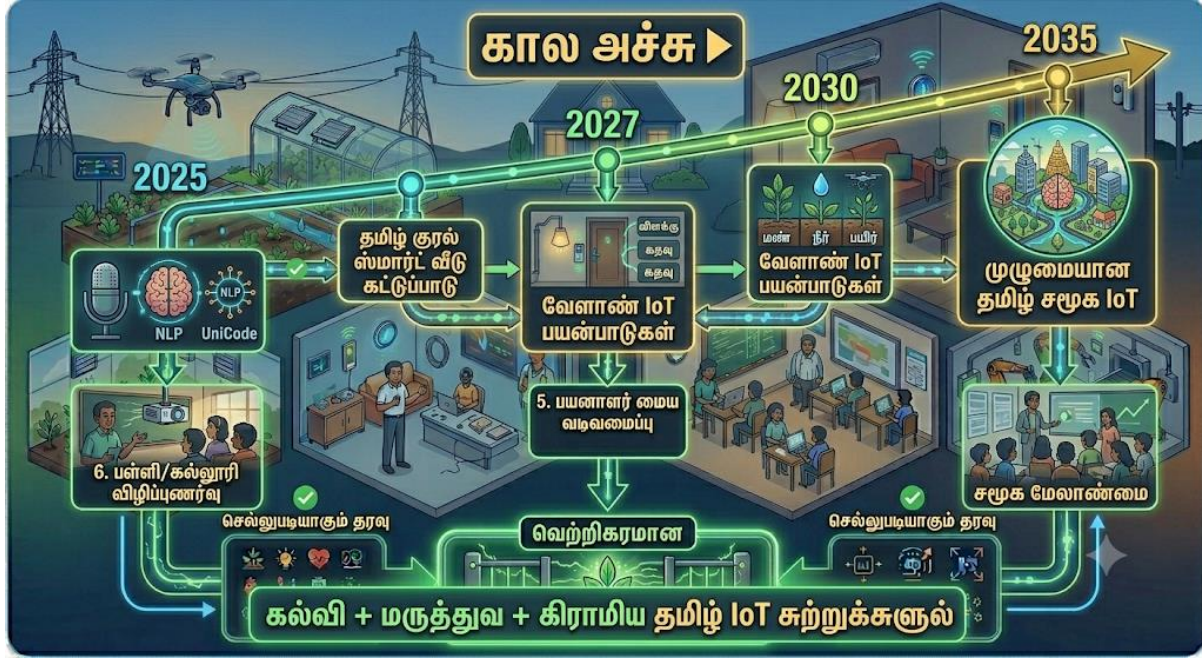 கால அச்சு
2025
2027
2030
2035
NLP
NLP
UniCode
தமிழ் குரல்
ஸ்மார்ட் வீடு
கட்டுப்பாடு
விளக்கு
கதவு
கதவு
வேளாண் IoT
பயன்பாடுகள்
மண்
நீர்
பயிர்
வேளாண் IoT
பயன்பாடுகள்
முழுமையான
தமிழ் சமூக IoT
6. பள்ளி/கல்லூரி
விழிப்புணர்வு
5. பயனாளர் மைய
வடிவமைப்பு
சமூக மேலாண்மை
செல்லுபடியாகும் தரவு
வெற்றிகரமான
செல்லுபடியாகும் தரவு
கல்வி + மருத்துவ + கிராமிய தமிழ் IoT சுற்றுக்சுளுல்